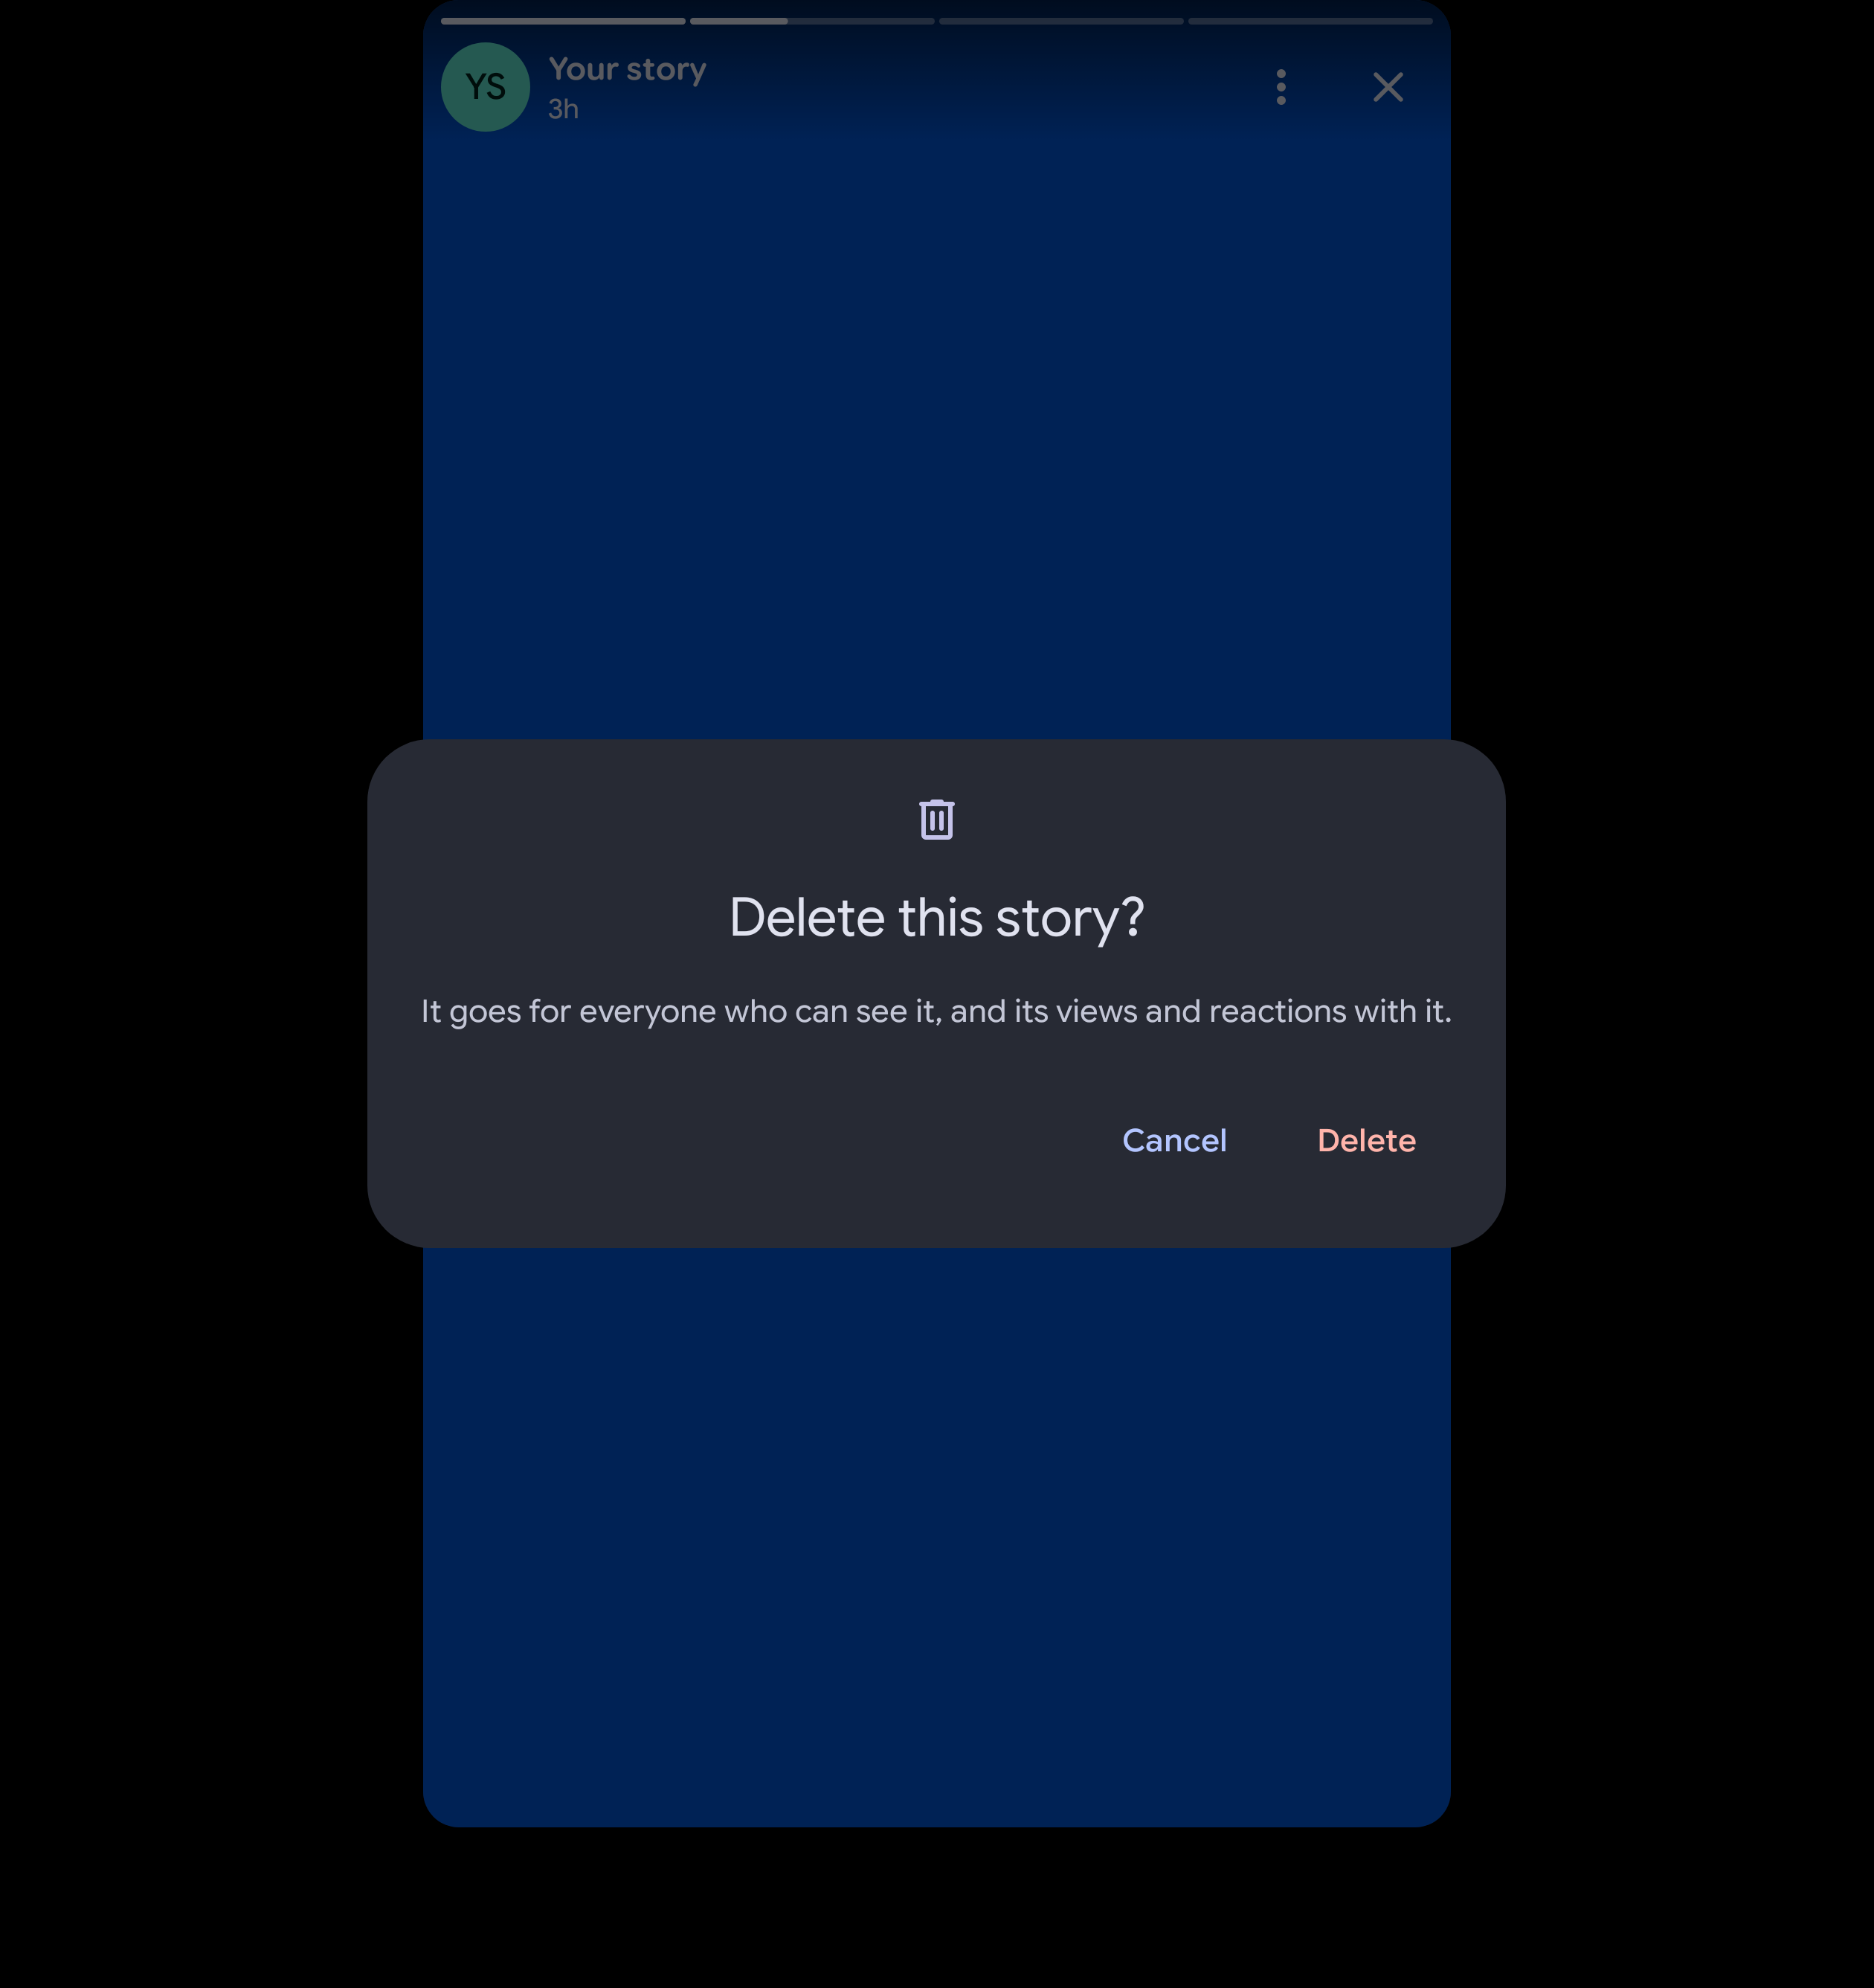 YS
Your story
3h
Delete this story?
It goes for everyone who can see it, and its views and reactions with it.
Cancel
Delete